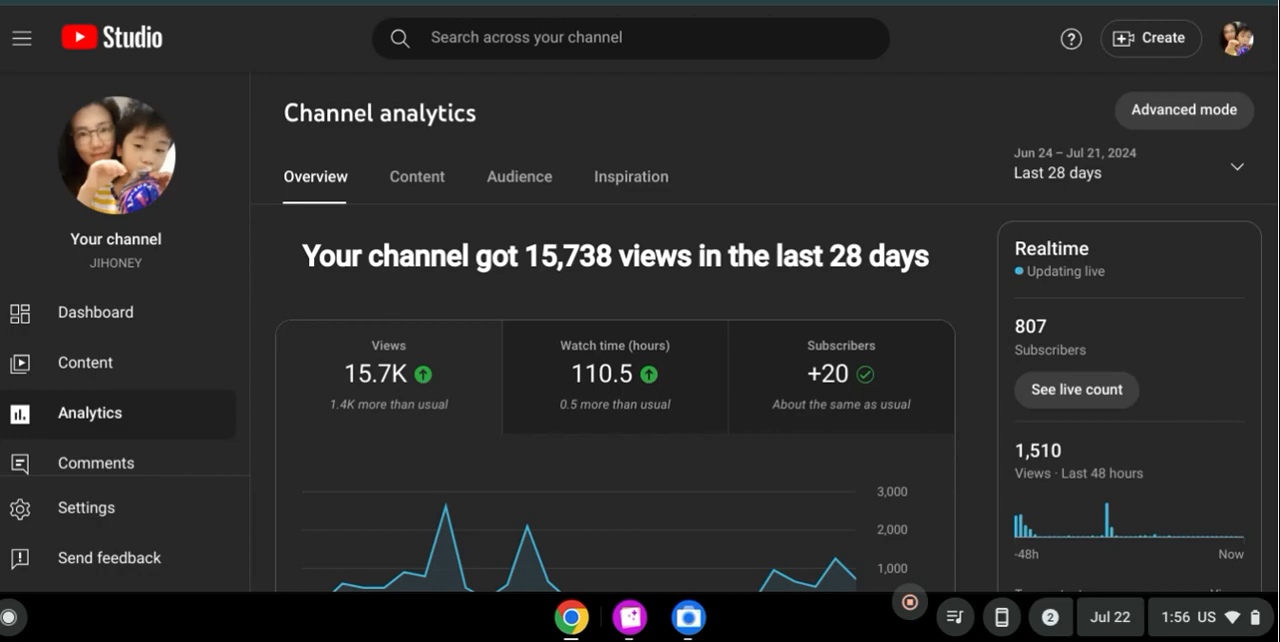 Studio
Search across your channel
Create
Channel analytics
Advanced mode
Overview
Content
Audience
Inspiration
Jun 24 – Jul 21, 2024
Last 28 days
Your channel
JIHONEY
Dashboard
Content
Analytics
Comments
Settings
Send feedback
Your channel got 15,738 views in the last 28 days
Views
15.7K
1.4K more than usual
Watch time (hours)
110.5
0.5 more than usual
Subscribers
+20
About the same as usual
3,000
2,000
1,000
Realtime
Updating live
807
Subscribers
See live count
1,510
Views · Last 48 hours
-48h
Now
2
Jul 22
1:56 US